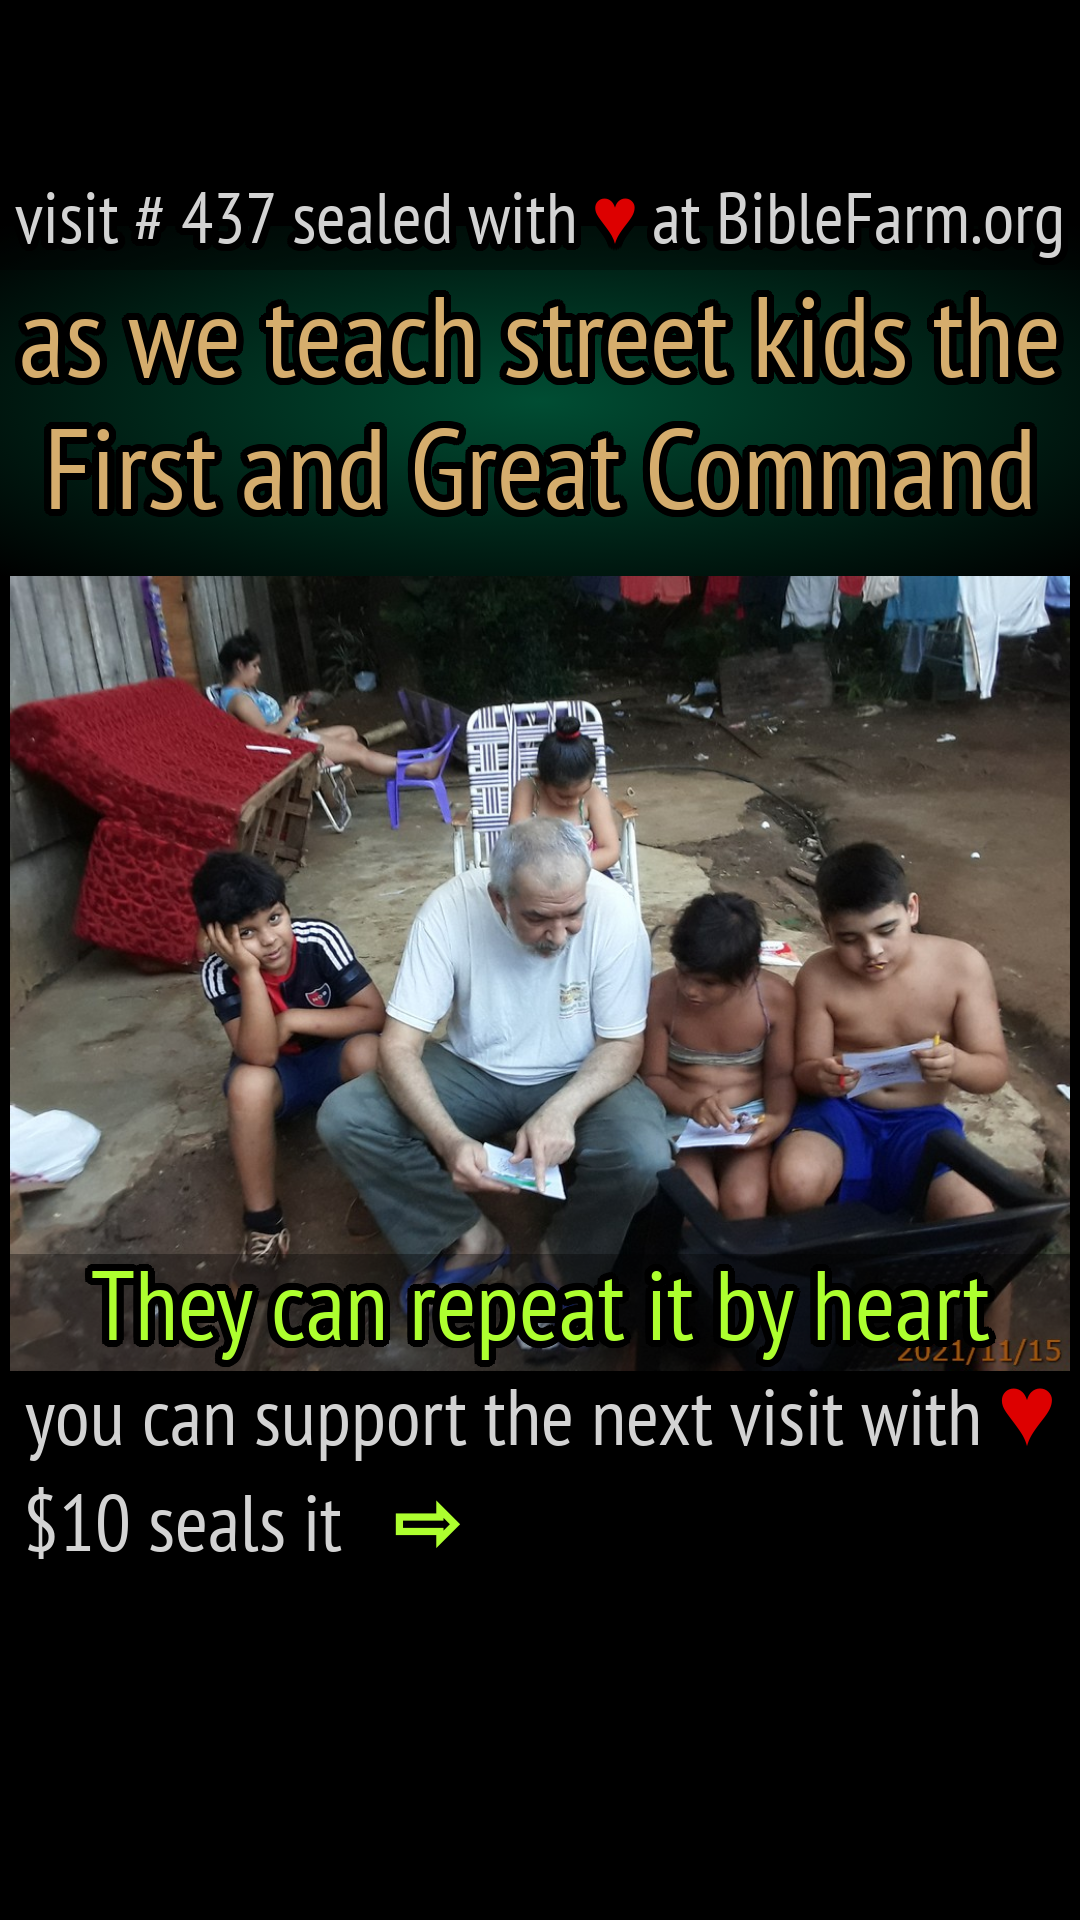 visit # 437 sealed with ♥ at BibleFarm.org
as we teach street kids the
First and Great Command
They can repeat it by heart
2021/11/15
you can support the next visit with ♥
$10 seals it ⇨